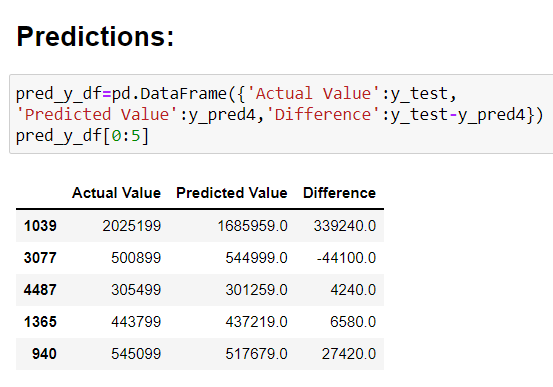 Predictions:
pred_y_df=pd.DataFrame({'Actual Value':y_test,
'Predicted Value':y_pred4,'Difference':y_test-y_pred4})
pred_y_df[0:5]
Actual Value Predicted Value Difference
1039 2025199 1685959.0 339240.0
3077 500899 544999.0 -44100.0
4487 305499 301259.0 4240.0
1365 443799 437219.0 6580.0
940 545099 517679.0 27420.0